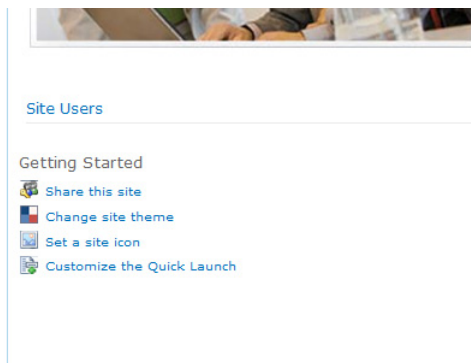 Site Users
Getting Started
Share this site
Change site theme
Set a site icon
Customize the Quick Launch